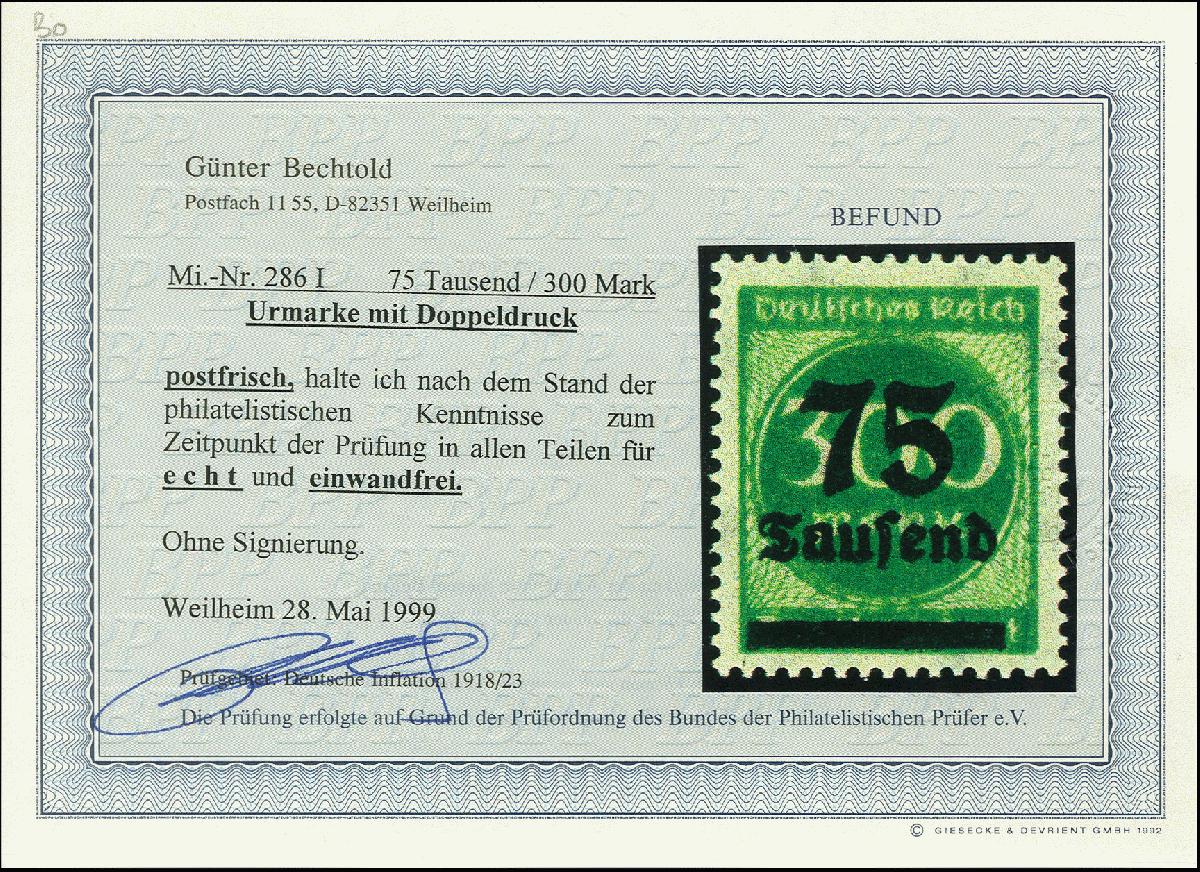 Bo
Günter Bechtold
Postfach 11 55, D-82351 Weilheim
BEFUND
Mi.-Nr. 286 I 75 Tausend / 300 Mark
Urmarke mit Doppeldruck
postfrisch, halte ich nach dem Stand der
philatelistischen Kenntnisse zum
Zeitpunkt der Prüfung in allen Teilen für
echt und einwandfrei.
Ohne Signierung.
Weilheim 28. Mai 1999
Prüfgebiet: Deutsche Inflation 1918/23
Die Prüfung erfolgte auf Grund der Prüfordnung des Bundes der Philatelistischen Prüfer e.V.
Deutsches Reich
300
75
Tausend
BPP
© GIESECKE & DEVRIENT GMBH 1992